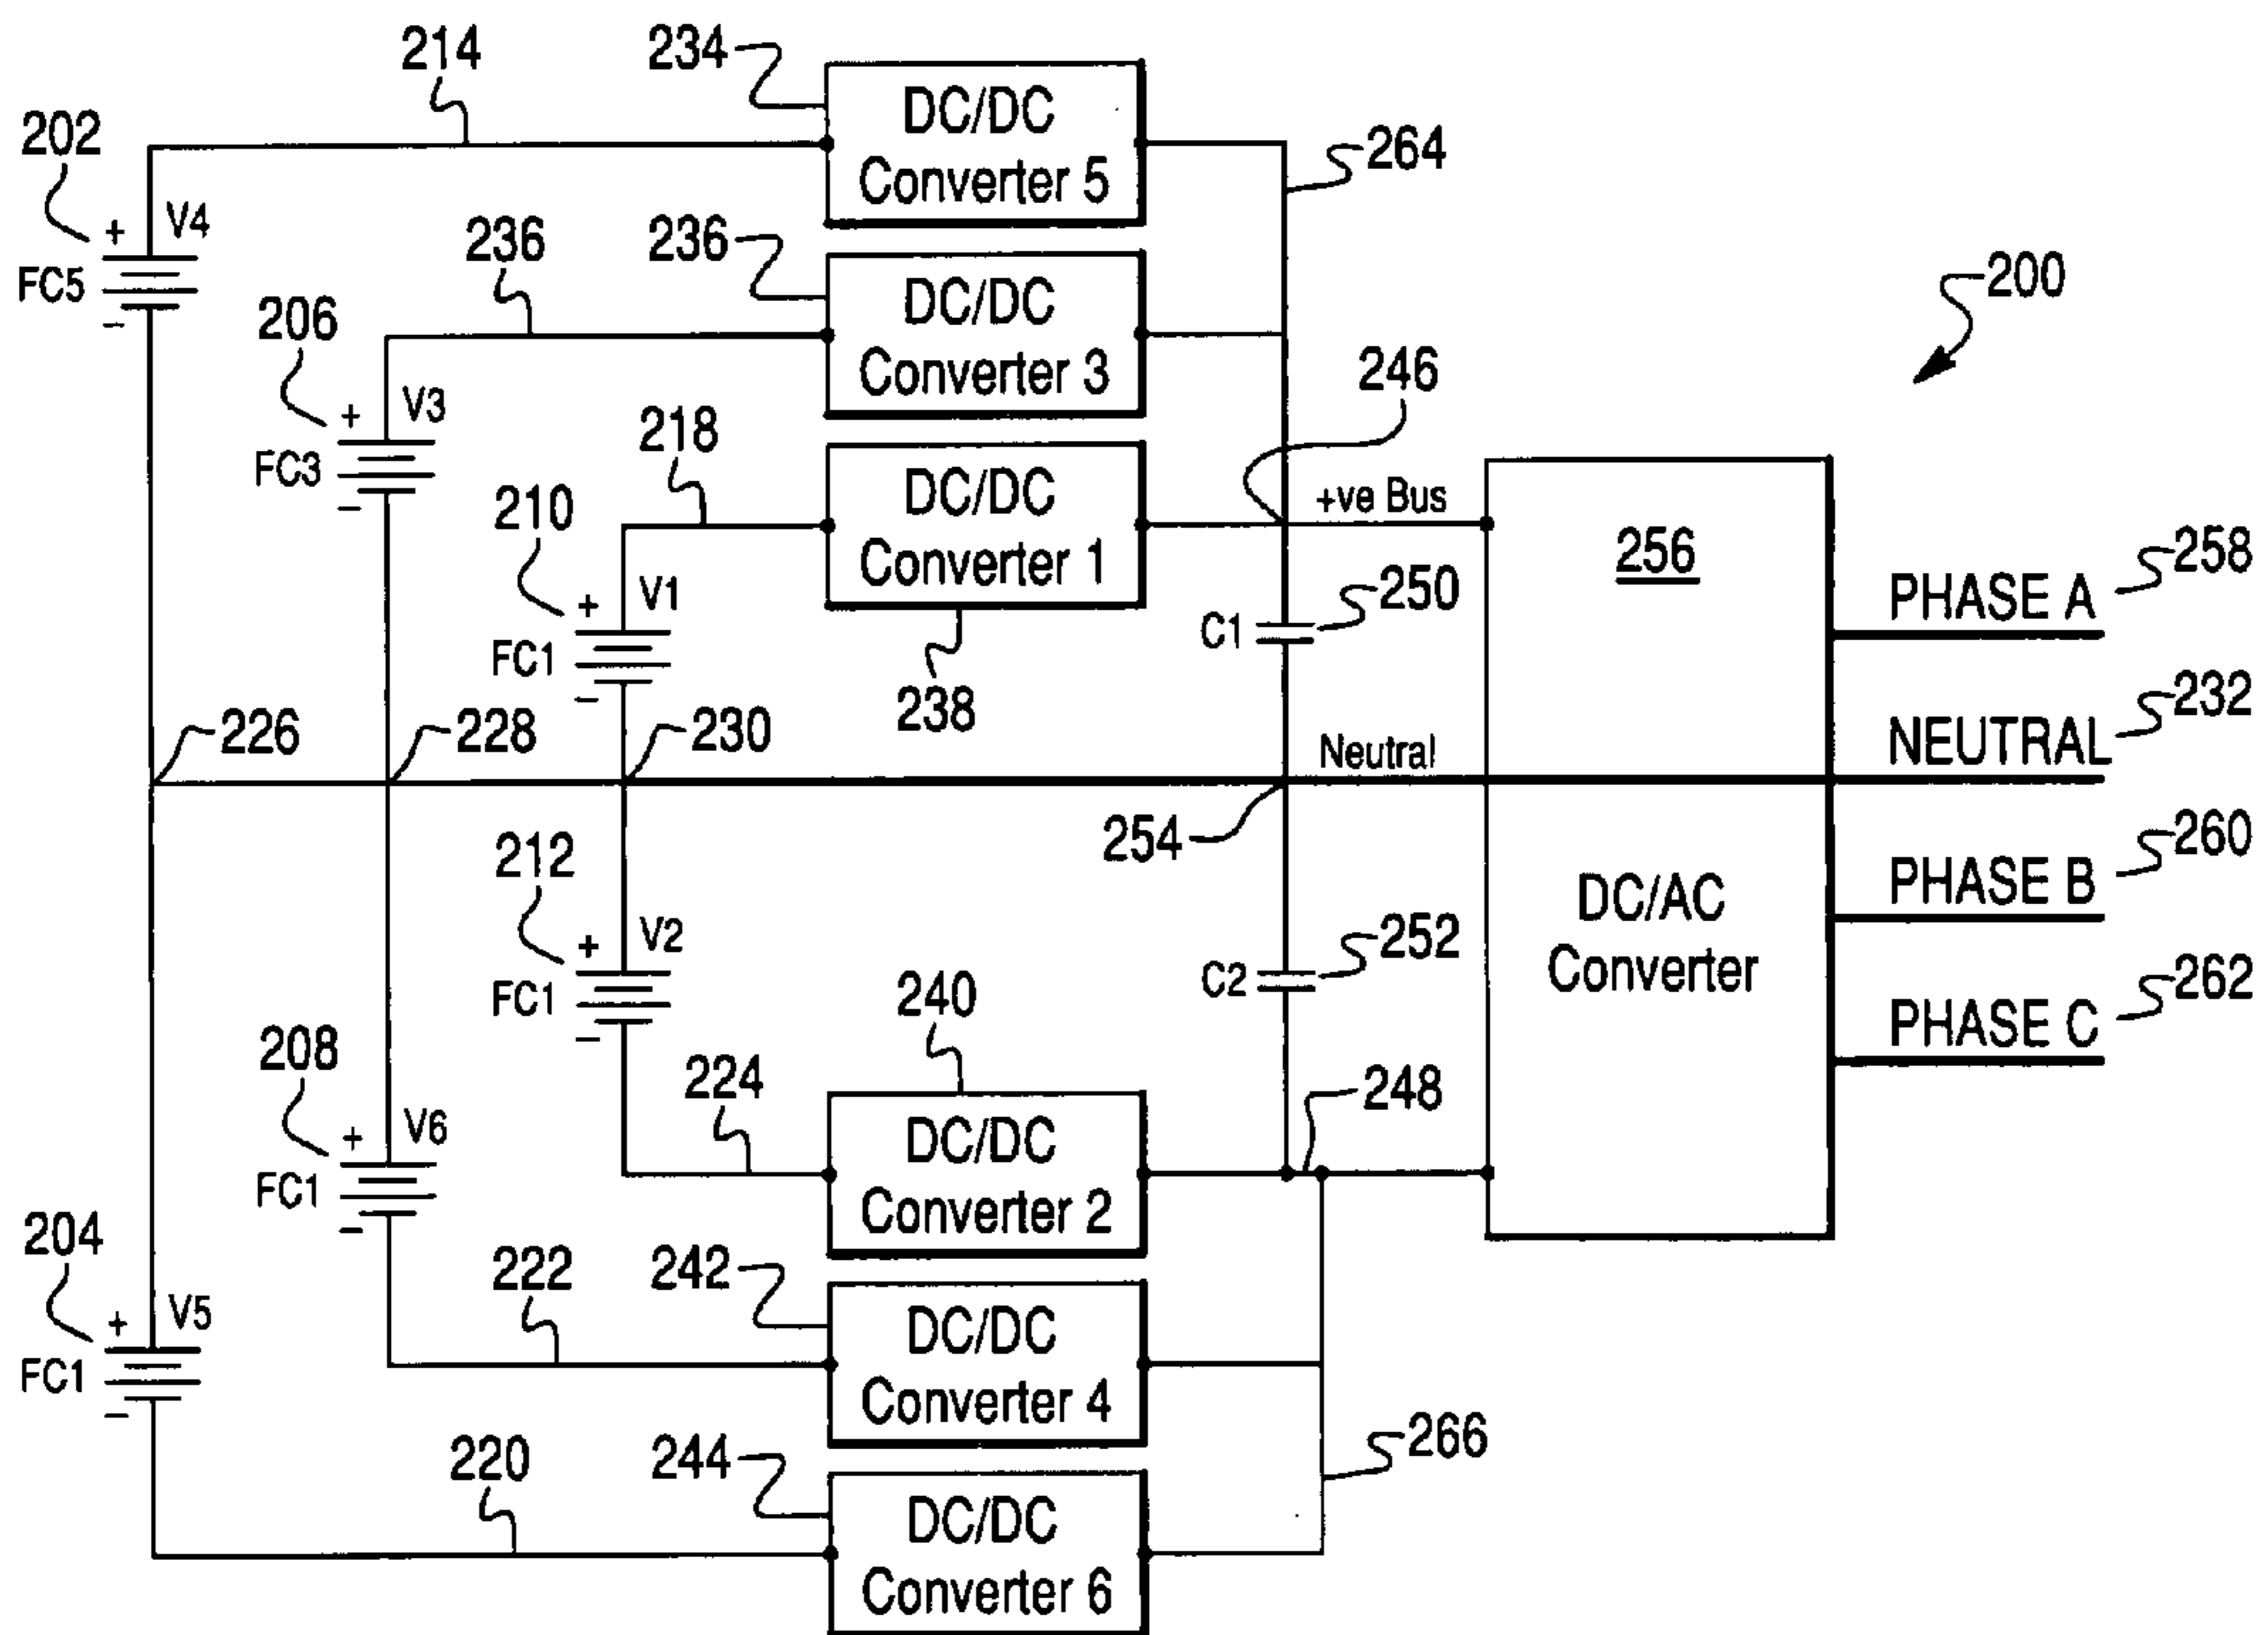 214
234
DC/DC
Converter 5
202
264
+ V4
FC5
−
236
236
DC/DC
Converter 3
200
206
+ V3
FC3
−
246
218
DC/DC
Converter 1
+ve Bus
210
+ V1
FC1
−
256
258
PHASE A
C1
250
238
232
NEUTRAL
226
228
230
Neutral
254
260
PHASE B
212
+ V2
FC1
−
C2
252
DC/AC
Converter
262
PHASE C
240
208
+ V6
FC1
−
224
DC/DC
Converter 2
248
204
+ V5
FC1
−
222
242
DC/DC
Converter 4
220
244
DC/DC
Converter 6
266